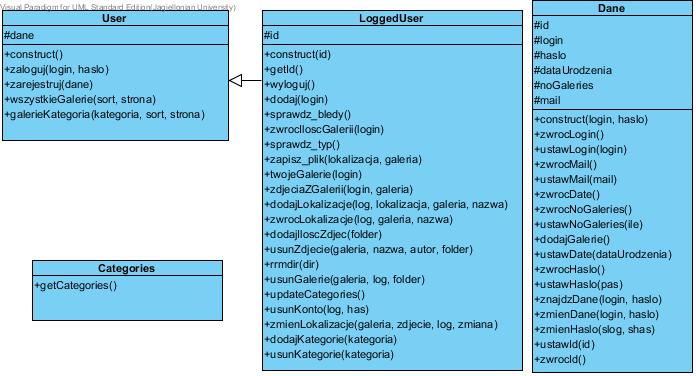 Visual Paradigm for UML Standard Edition(Jagiellonian University)
User
#dane
+construct()
+zaloguj(login, haslo)
+zarejestruj(dane)
+wszystkieGalerie(sort, strona)
+galerieKategoria(kategoria, sort, strona)
Categories
+getCategories()
LoggedUser
#id
+construct(id)
+getId()
+wyloguj()
+dodaj(login)
+sprawdz_bledy()
+zwrocIloscGalerii(login)
+sprawdz_typ()
+zapisz_plik(lokalizacja, galeria)
+twojeGalerie(login)
+zdjeciaZGalerii(login, galeria)
+dodajLokalizacje(log, lokalizacja, galeria, nazwa)
+zwrocLokalizacje(log, galeria, nazwa)
+dodajIloscZdjec(folder)
+usunZdjecie(galeria, nazwa, autor, folder)
+rrmdir(dir)
+usunGalerie(galeria, log, folder)
+updateCategories()
+usunKonto(log, has)
+zmienLokalizacje(galeria, zdjecie, log, zmiana)
+dodajKategorie(kategoria)
+usunKategorie(kategoria)
Dane
#id
#login
#haslo
#dataUrodzenia
#noGaleries
#mail
+construct(login, haslo)
+zwrocLogin()
+ustawLogin(login)
+zwrocMail()
+ustawMail(mail)
+zwrocDate()
+zwrocNoGaleries()
+ustawNoGaleries(ile)
+dodajGalerie()
+ustawDate(dataUrodzenia)
+zwrocHaslo()
+ustawHaslo(pas)
+znajdzDane(login, haslo)
+zmienDane(login, haslo)
+zmienHaslo(slog, shas)
+ustawId(id)
+zwrocId()